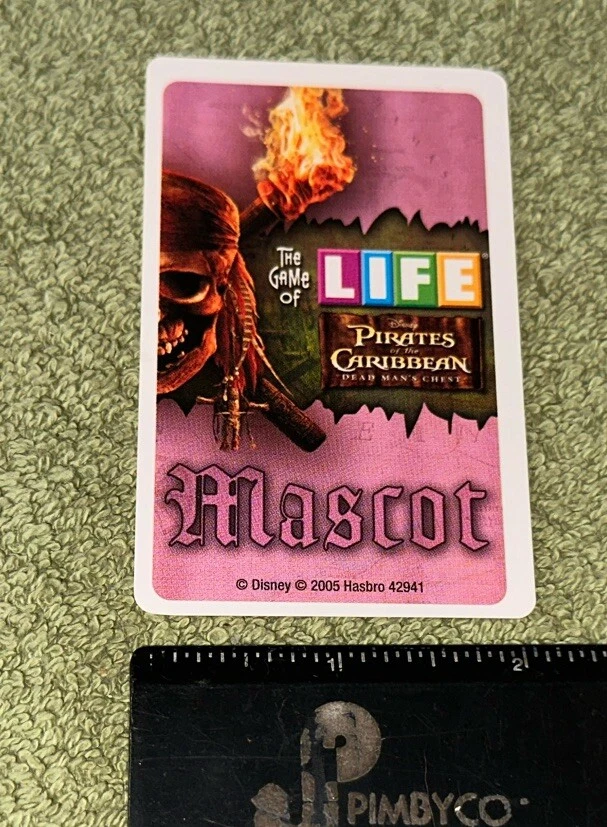 THE
GAME
OF
LIFE
Disney
PIRATES
of the
CARIBBEAN
DEAD MAN'S CHEST
Mascot
© Disney © 2005 Hasbro 42941
1
2
PIMBYCO